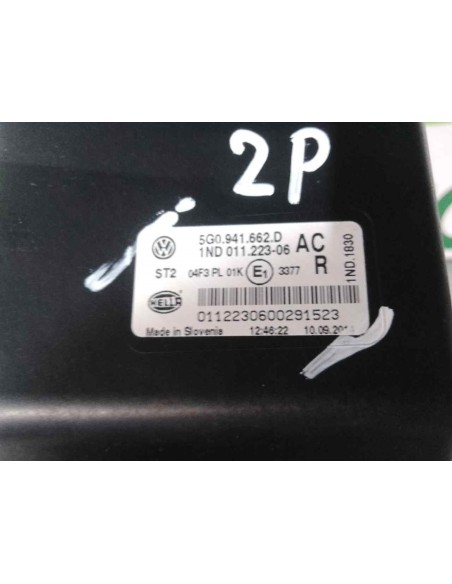 2P
5G0.941.662.D
1ND 011.223-06 AC
ST2 04F3 PL 01K E1 3377 R
1ND.1830
HELLA
0112230600291523
Made in Slovenia 12:46:22